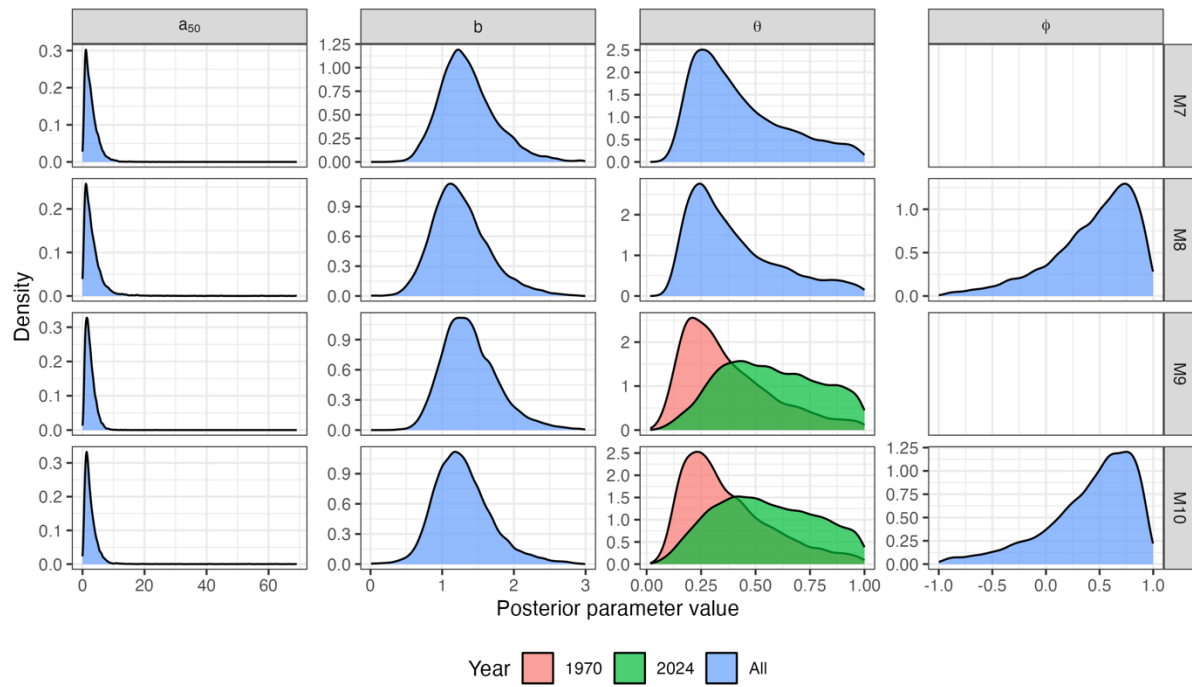 a₅₀ b θ ϕ
0.3 1.25 2.5
1.00 2.0
0.2 0.75 1.5
0.50 1.0
0.1 0.25 0.5
0.0 0.00 0.0
M7
0.2 0.9 2 1.0
0.1 0.6 1 0.5
0.3
0.0 0.0 0 0.0
M8
0.3 0.9 2
0.2 0.6 1
0.1 0.3
0.0 0.0 0
M9
0.3 0.9 2.5 1.25
2.0 1.00
0.2 0.6 1.5 0.75
1.0 0.50
0.1 0.3 0.5 0.25
0.0 0.0 0.0 0.00
M10
0 20 40 60 0 1 2 3 0.00 0.25 0.50 0.75 1.00 -1.0 -0.5 0.0 0.5 1.0
Density
Posterior parameter value
Year 1970 2024 All